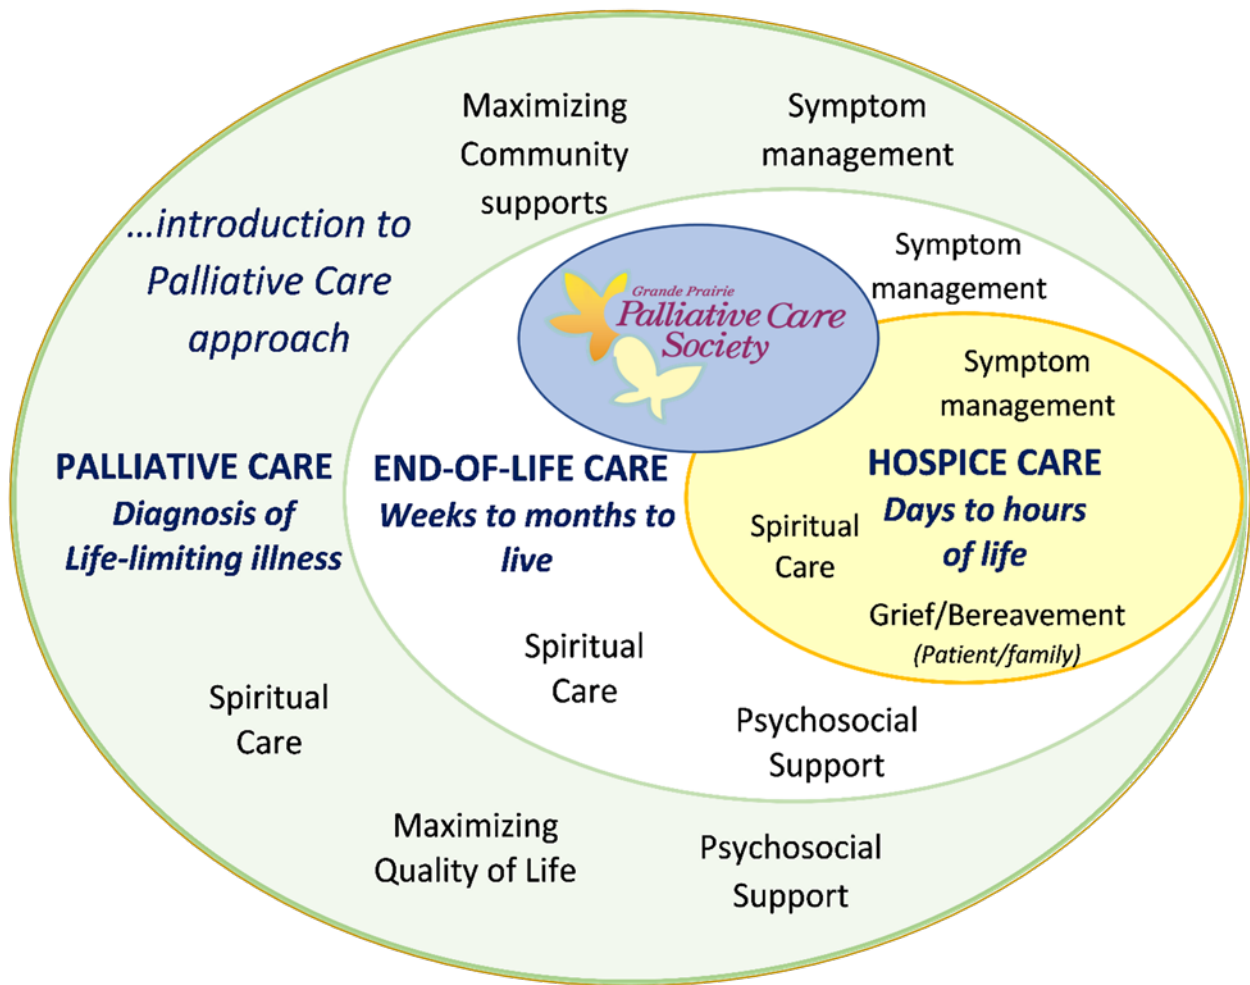 Maximizing
Community
supports
Symptom
management
...introduction to
Palliative Care
approach
Symptom
management
Grande Prairie
Palliative Care
Society
Symptom
management
PALLIATIVE CARE
Diagnosis of
Life-limiting illness
END-OF-LIFE CARE
Weeks to months to
live
HOSPICE CARE
Days to hours
of life
Spiritual
Care
Grief/Bereavement
(Patient/family)
Spiritual
Care
Spiritual
Care
Psychosocial
Support
Maximizing
Quality of Life
Psychosocial
Support